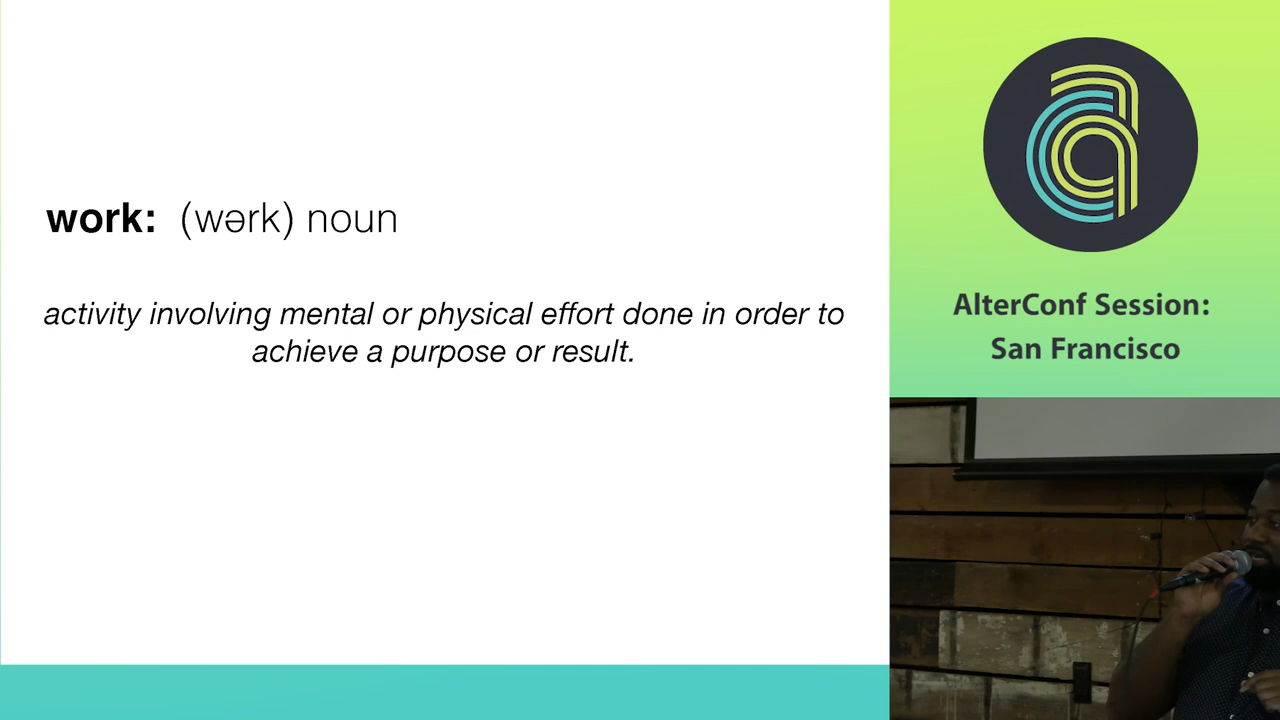 work: (wərk) noun
activity involving mental or physical effort done in order to
achieve a purpose or result.
AlterConf Session:
San Francisco